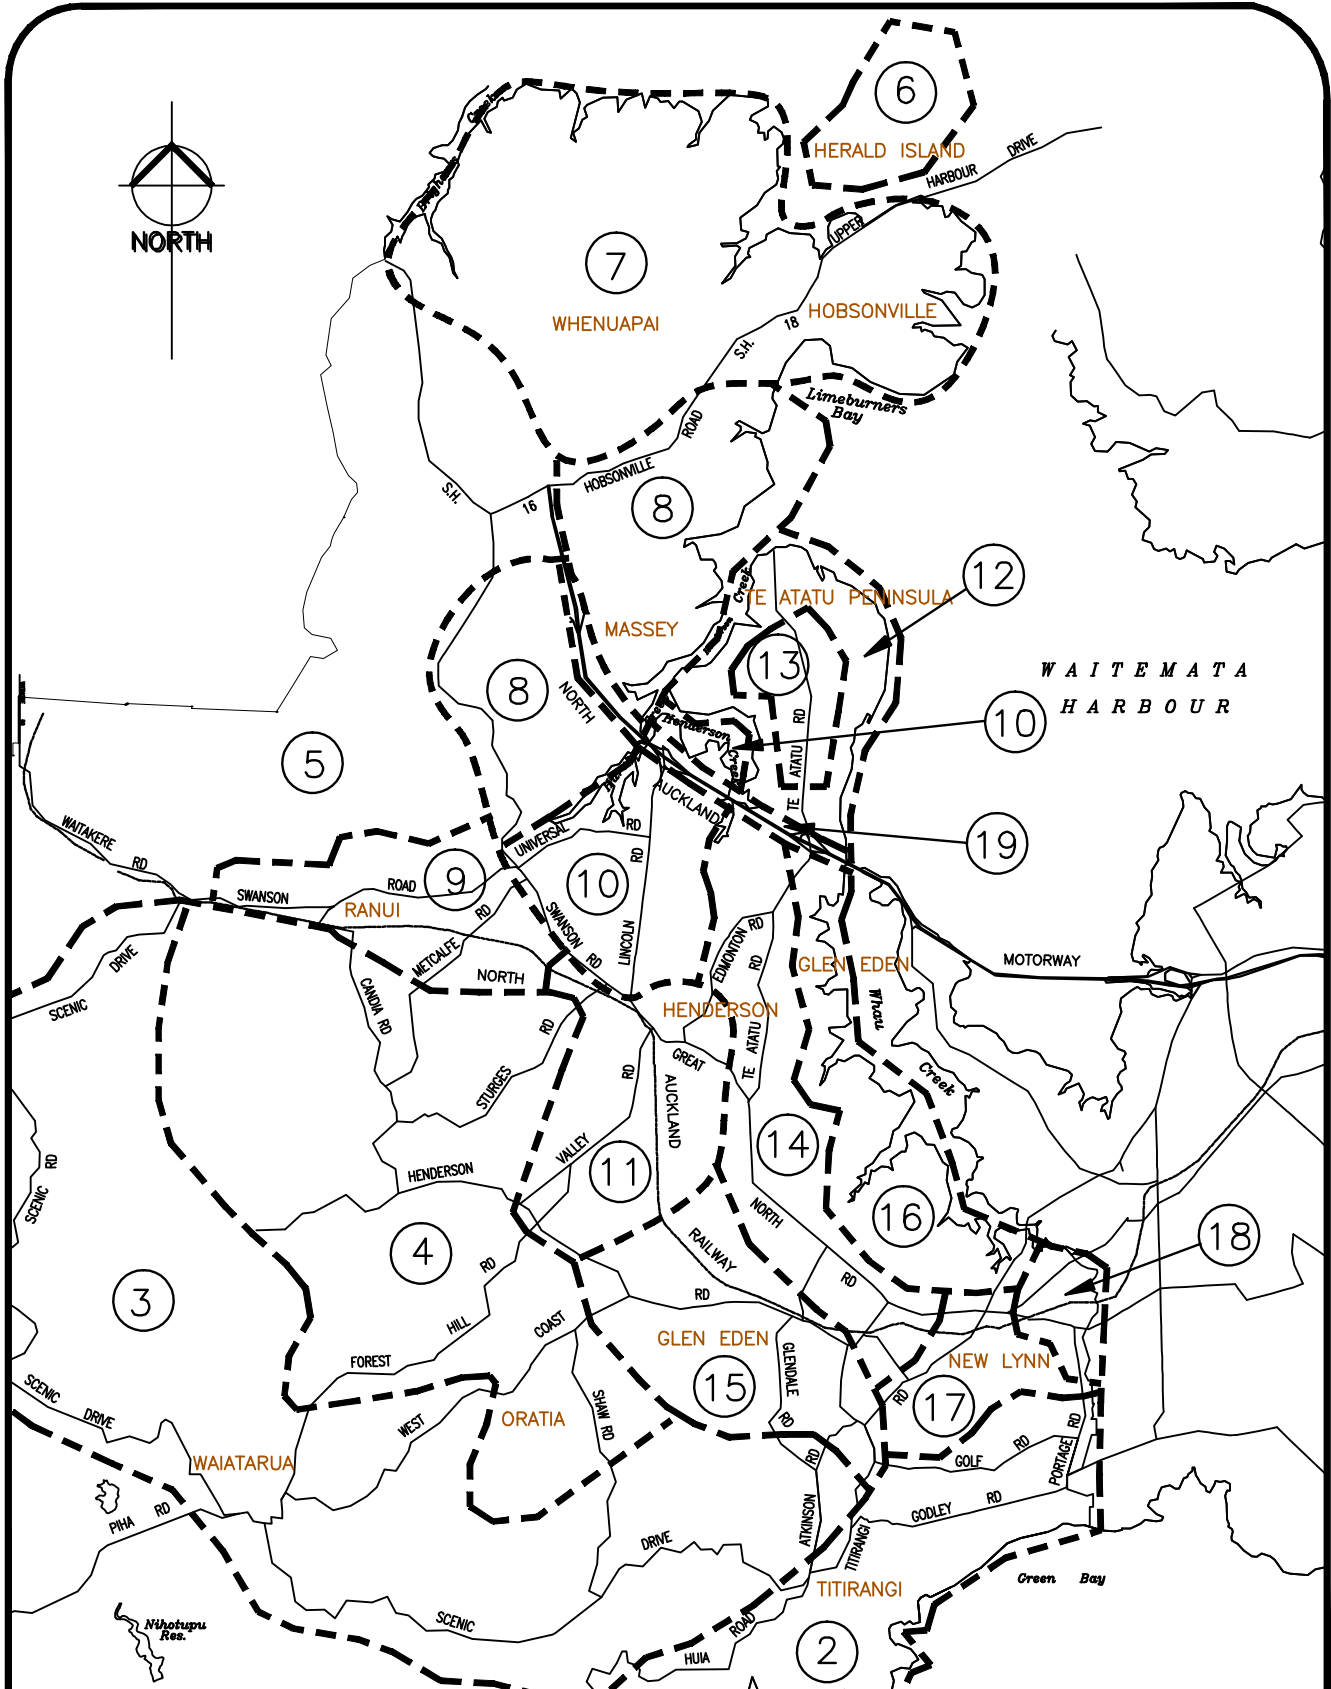 6
HERALD ISLAND
HARBOUR
DRIVE
Creek
NORTH
UPPER
7
WHENUAPAI
HOBSONVILLE
S.H.
18
Limeburners
Bay
ROAD
HOBSONVILLE
S.H.
16
8
12
Creek
TE ATATU PENINSULA
MASSEY
13
WAITEMATA
HARBOUR
8
NORTH
RD
10
Henderson
Creek
5
ATATU
AUCKLAND
TE
WAITAKERE
RD
UNIVERSAL
RD
RD
19
9
10
SWANSON
ROAD
RANUI
RD
SWANSON
RD
LINCOLN
EDMONTON
RD
RD
METCALFE
NORTH
GLEN EDEN
MOTORWAY
DRIVE
SCENIC
CANDIA RD
RD
HENDERSON
Whau
Creek
GREAT
TE ATATU
RD
AUCKLAND
STURGES
VALLEY
14
HENDERSON
11
SCENIC
RD
NORTH
16
18
4
RAILWAY
RD
RD
3
RD
HILL
COAST
GLEN EDEN
FOREST
GLENDALE
RD
NEW LYNN
15
17
RD
SCENIC
DRIVE
WEST
ORATIA
SHAW RD
RD
RD
PORTAGE
GOLF
WAIATARUA
PIHA
RD
ATKINSON
GODLEY
RD
DRIVE
TITIRANGI
TITIRANGI
Green Bay
Nihotupu
Res.
SCENIC
ROAD
HUIA
2